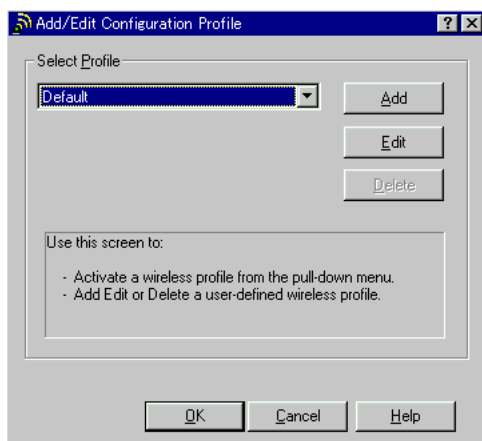 Add/Edit Configuration Profile
Select Profile
Default
Add
Edit
Delete
Use this screen to:
- Activate a wireless profile from the pull-down menu.
- Add Edit or Delete a user-defined wireless profile.
OK
Cancel
Help